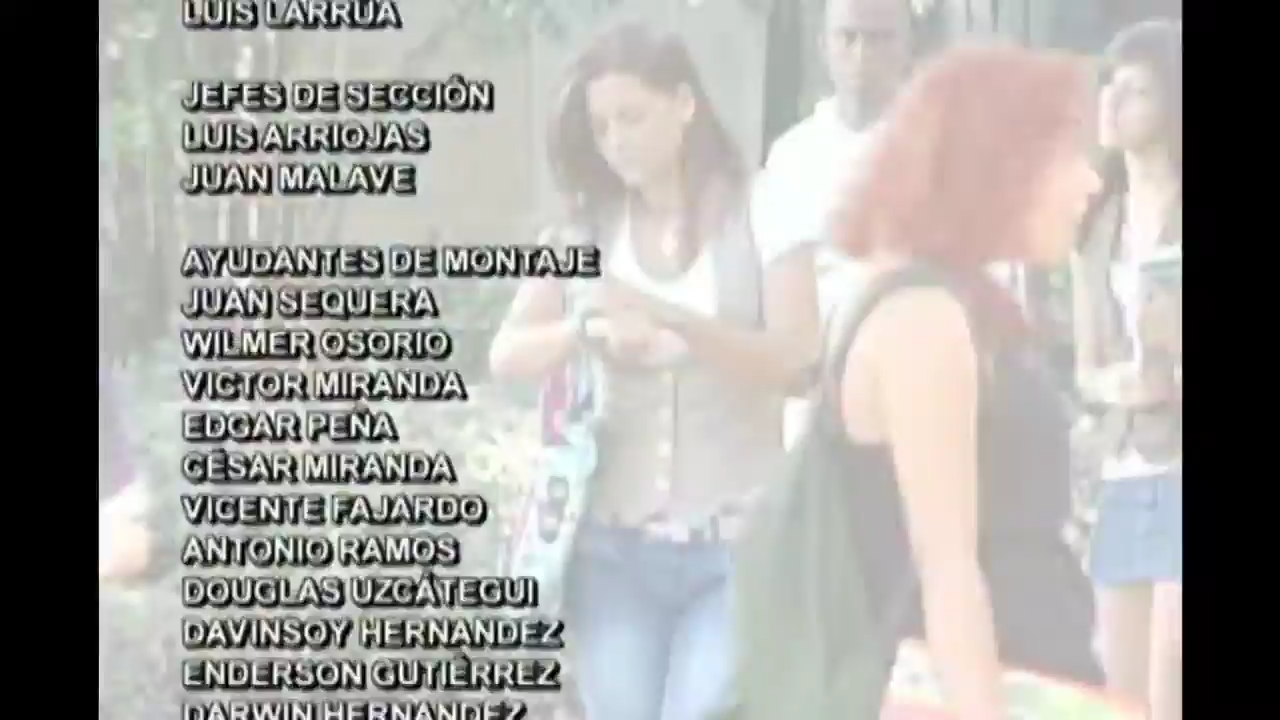 LUIS LARRUA
JEFES DE SECCIÓN
LUIS ARRIOJAS
JUAN MALAVE
AYUDANTES DE MONTAJE
JUAN SEQUERA
WILMER OSORIO
VICTOR MIRANDA
EDGAR PEÑA
CÉSAR MIRANDA
VICENTE FAJARDO
ANTONIO RAMOS
DOUGLAS UZCÁTEGUI
DAVINSOY HERNANDEZ
ENDERSON GUTIÉRREZ
DARWIN HERNANDEZ